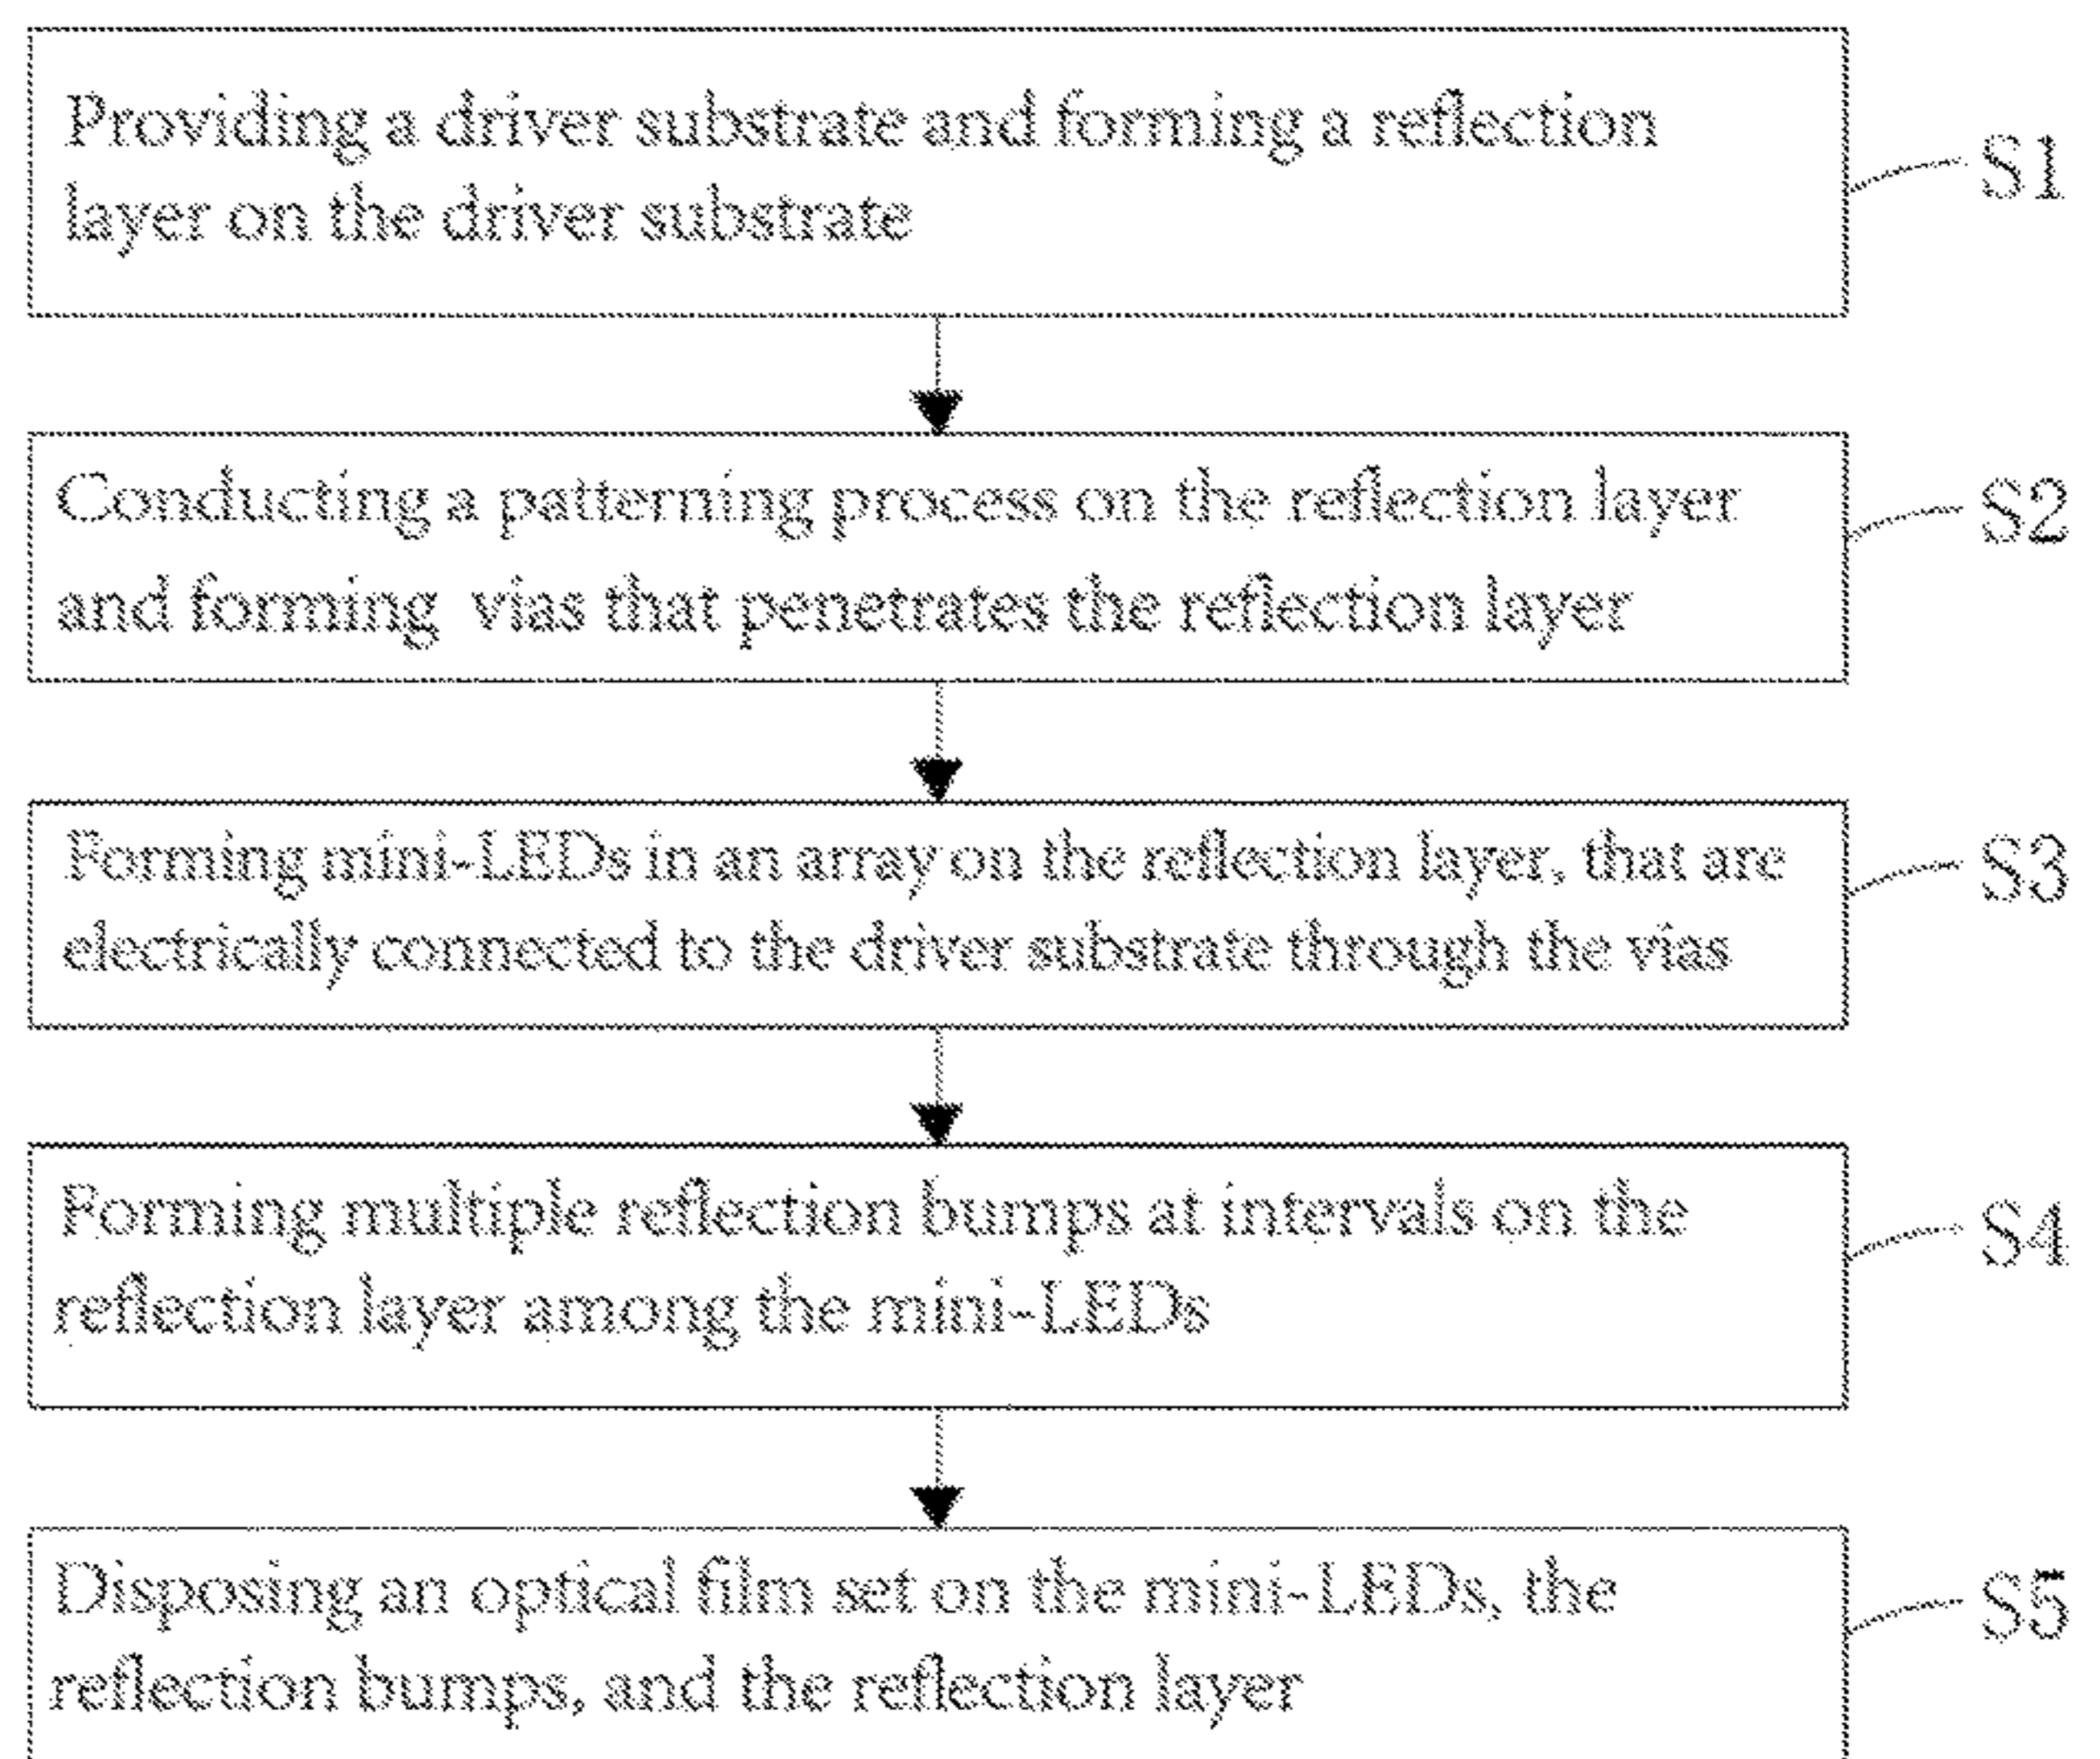 Providing a driver substrate and forming a reflection
layer on the driver substrate
S1
Conducting a patterning process on the reflection layer
and forming vias that penetrates the reflection layer
S2
Forming mini-LEDs in an array on the reflection layer, that are
electrically connected to the driver substrate through the vias
S3
Forming multiple reflection bumps at intervals on the
reflection layer among the mini-LEDs
S4
Disposing an optical film set on the mini-LEDs, the
reflection bumps, and the reflection layer
S5